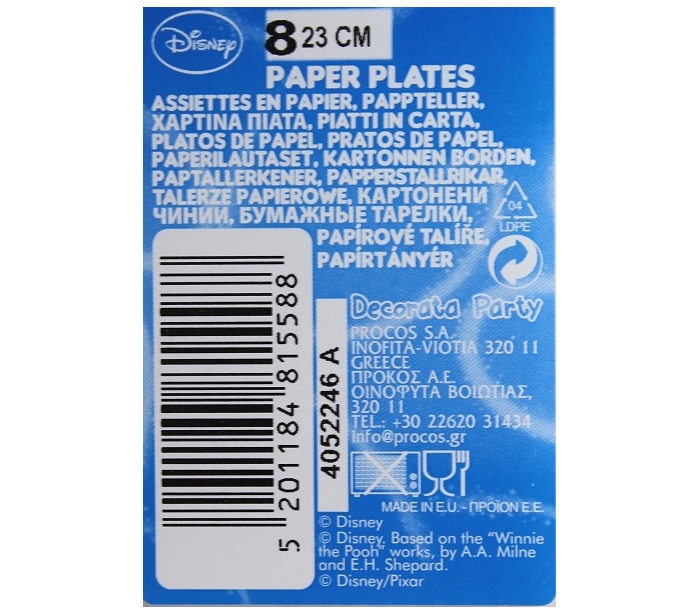 Disney
8 23 CM
PAPER PLATES
ASSIETTES EN PAPIER, PAPPTELLER,
ΧΑΡΤΙΝΑ ΠΙΑΤΑ, PIATTI IN CARTA,
PLATOS DE PAPEL, PRATOS DE PAPEL,
PAPERILAUTASET, KARTONNEN BORDEN,
PAPTALLERKENER, PAPPERSTALLRIKAR,
TALERZE PAPIEROWE, КАРТОНЕНИ
ЧИНИИ, БУМАЖНЫЕ ТАРЕЛКИ,
PAPÍROVÉ TALÍŘE,
PAPÍRTÁNYÉR
04
LDPE
5 201184 815588
4052246 A
Decorata Party
PROCOS S.A.
INOFITA-VIOTIA 320 11
GREECE
ΠΡΟΚΟΣ Α.Ε.
ΟΙΝΟΦΥΤΑ ΒΟΙΩΤΙΑΣ,
320 11
TEL.: +30 22620 31434
info@procos.gr
MADE IN E.U. - ΠΡΟΪΟΝ Ε.Ε.
© Disney
© Disney. Based on the "Winnie
the Pooh" works, by A.A. Milne
and E.H. Shepard.
© Disney/Pixar